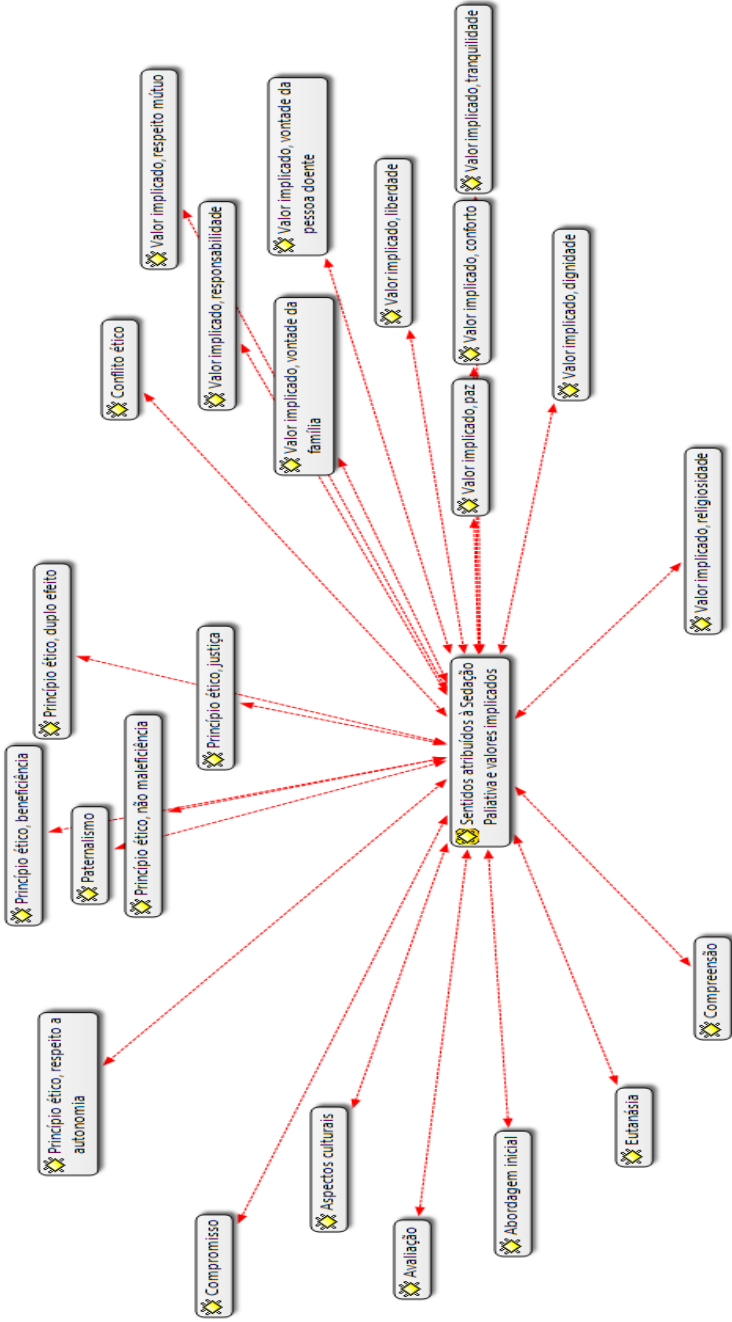 Princípio ético, beneficiência
Paternalismo
Princípio ético, não maleficiência
Princípio ético, duplo efeito
Princípio ético, justiça
Conflito ético
Valor implicado, respeito mútuo
Valor implicado, responsabilidade
Valor implicado, vontade da
família
Valor implicado, vontade da
pessoa doente
Valor implicado, liberdade
Valor implicado, tranquilidade
Valor implicado, conforto
Valor implicado, paz
Valor implicado, dignidade
Valor implicado, religiosidade
Sentidos atribuídos à Sedação
Paliativa e valores implicados
Princípio ético, respeito a
autonomia
Compromisso
Aspectos culturais
Avaliação
Abordagem inicial
Eutanásia
Compreensão